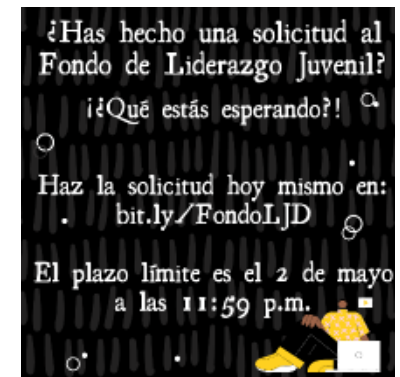 ¿Has hecho una solicitud al
Fondo de Liderazgo Juvenil?
¡¿Qué estás esperando?!
Haz la solicitud hoy mismo en:
bit.ly/FondoLJD
El plazo límite es el 2 de mayo
a las 11:59 p.m.